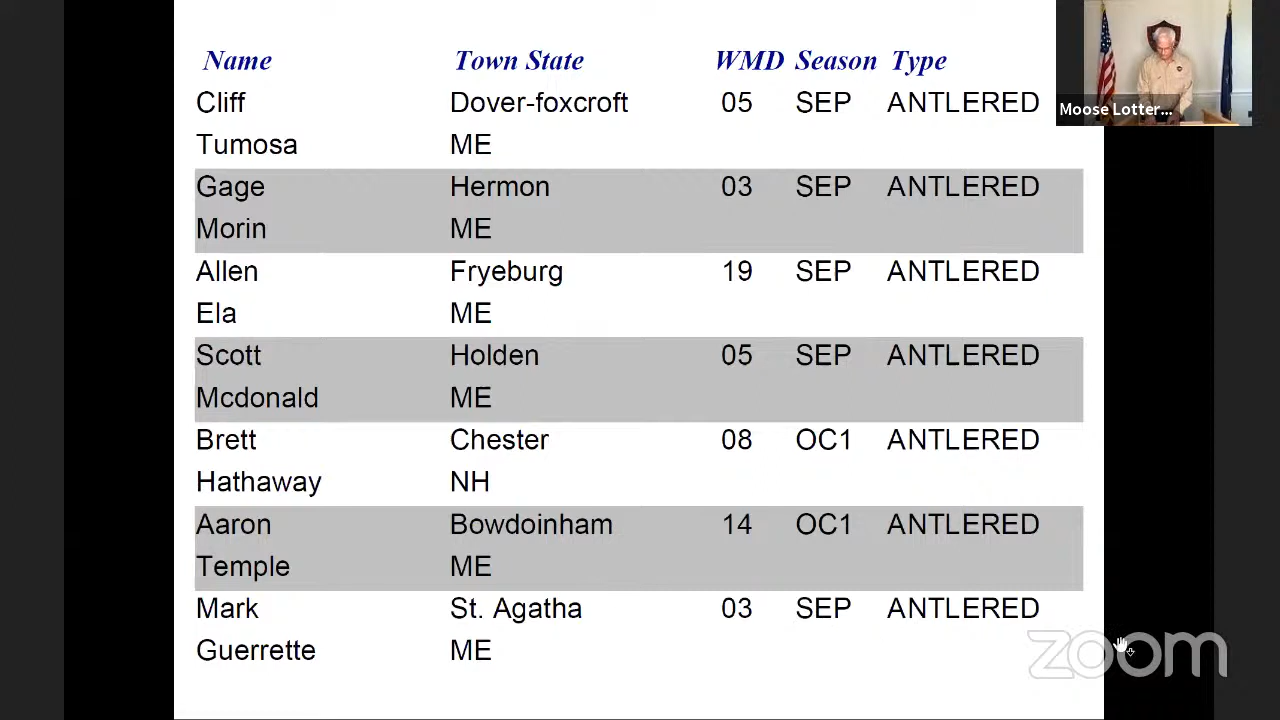 Name Town State WMD Season Type
Cliff Dover-foxcroft 05 SEP ANTLERED
Tumosa ME
Gage Hermon 03 SEP ANTLERED
Morin ME
Allen Fryeburg 19 SEP ANTLERED
Ela ME
Scott Holden 05 SEP ANTLERED
Mcdonald ME
Brett Chester 08 OC1 ANTLERED
Hathaway NH
Aaron Bowdoinham 14 OC1 ANTLERED
Temple ME
Mark St. Agatha 03 SEP ANTLERED
Guerrette ME
Moose Lotter...
zoom